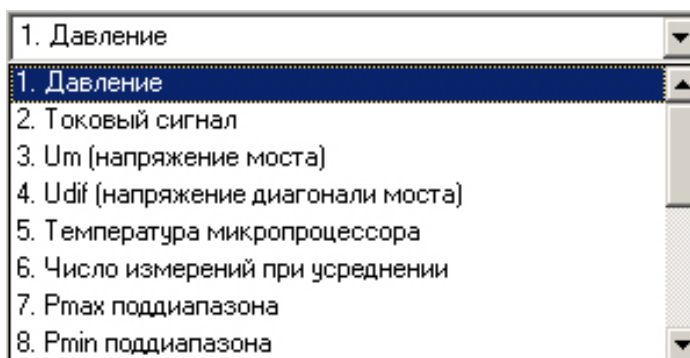 1. Давление
1. Давление
2. Токовый сигнал
3. Um (напряжение моста)
4. Udif (напряжение диагонали моста)
5. Температура микропроцессора
6. Число измерений при усреднении
7. Pmax поддиапазона
8. Pmin поддиапазона